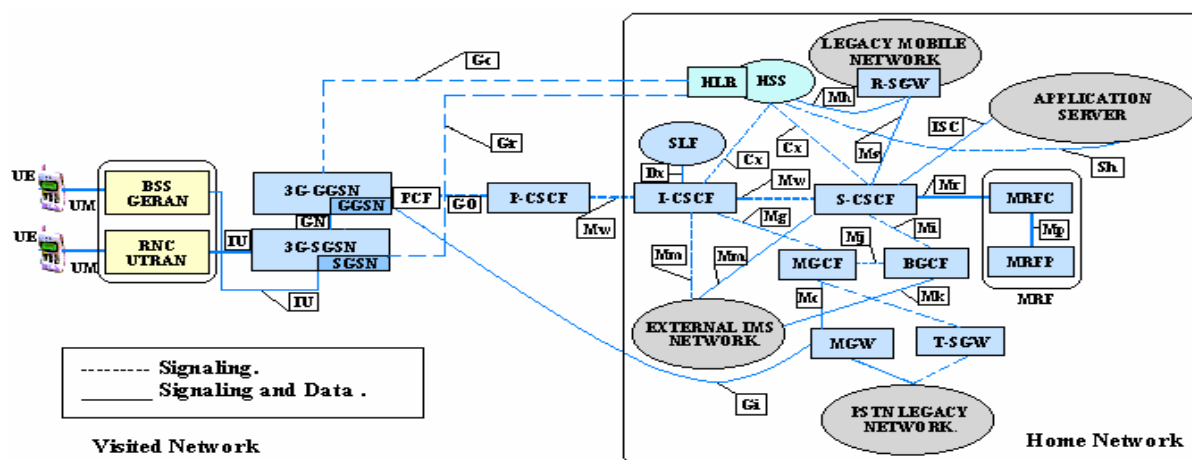 LEGACY MOBILE
NETWORK
R-SGW
HLR
HSS
Gc
Mh
APPLICATION
SERVER
ISC
Gr
SLF
Cx
Cx
Ms
Sh
Dx
UE
UM
BSS
GERAN
3G-GGSN
GGSN
PCF
GO
P-CSCF
Mw
I-CSCF
Mw
S-CSCF
Mr
MRFC
GN
Mg
Mi
Mp
UE
UM
RNC
UTRAN
IU
3G-SGSN
SGSN
Mm
Mm
Mj
MGCF
BGCF
MRFP
MRF
IU
Mc
Mk
EXTERNAL IMS
NETWORK.
MGW
T-SGW
Signaling.
Signaling and Data .
Gi
PSTN LEGACY
NETWORK.
Visited Network
Home Network